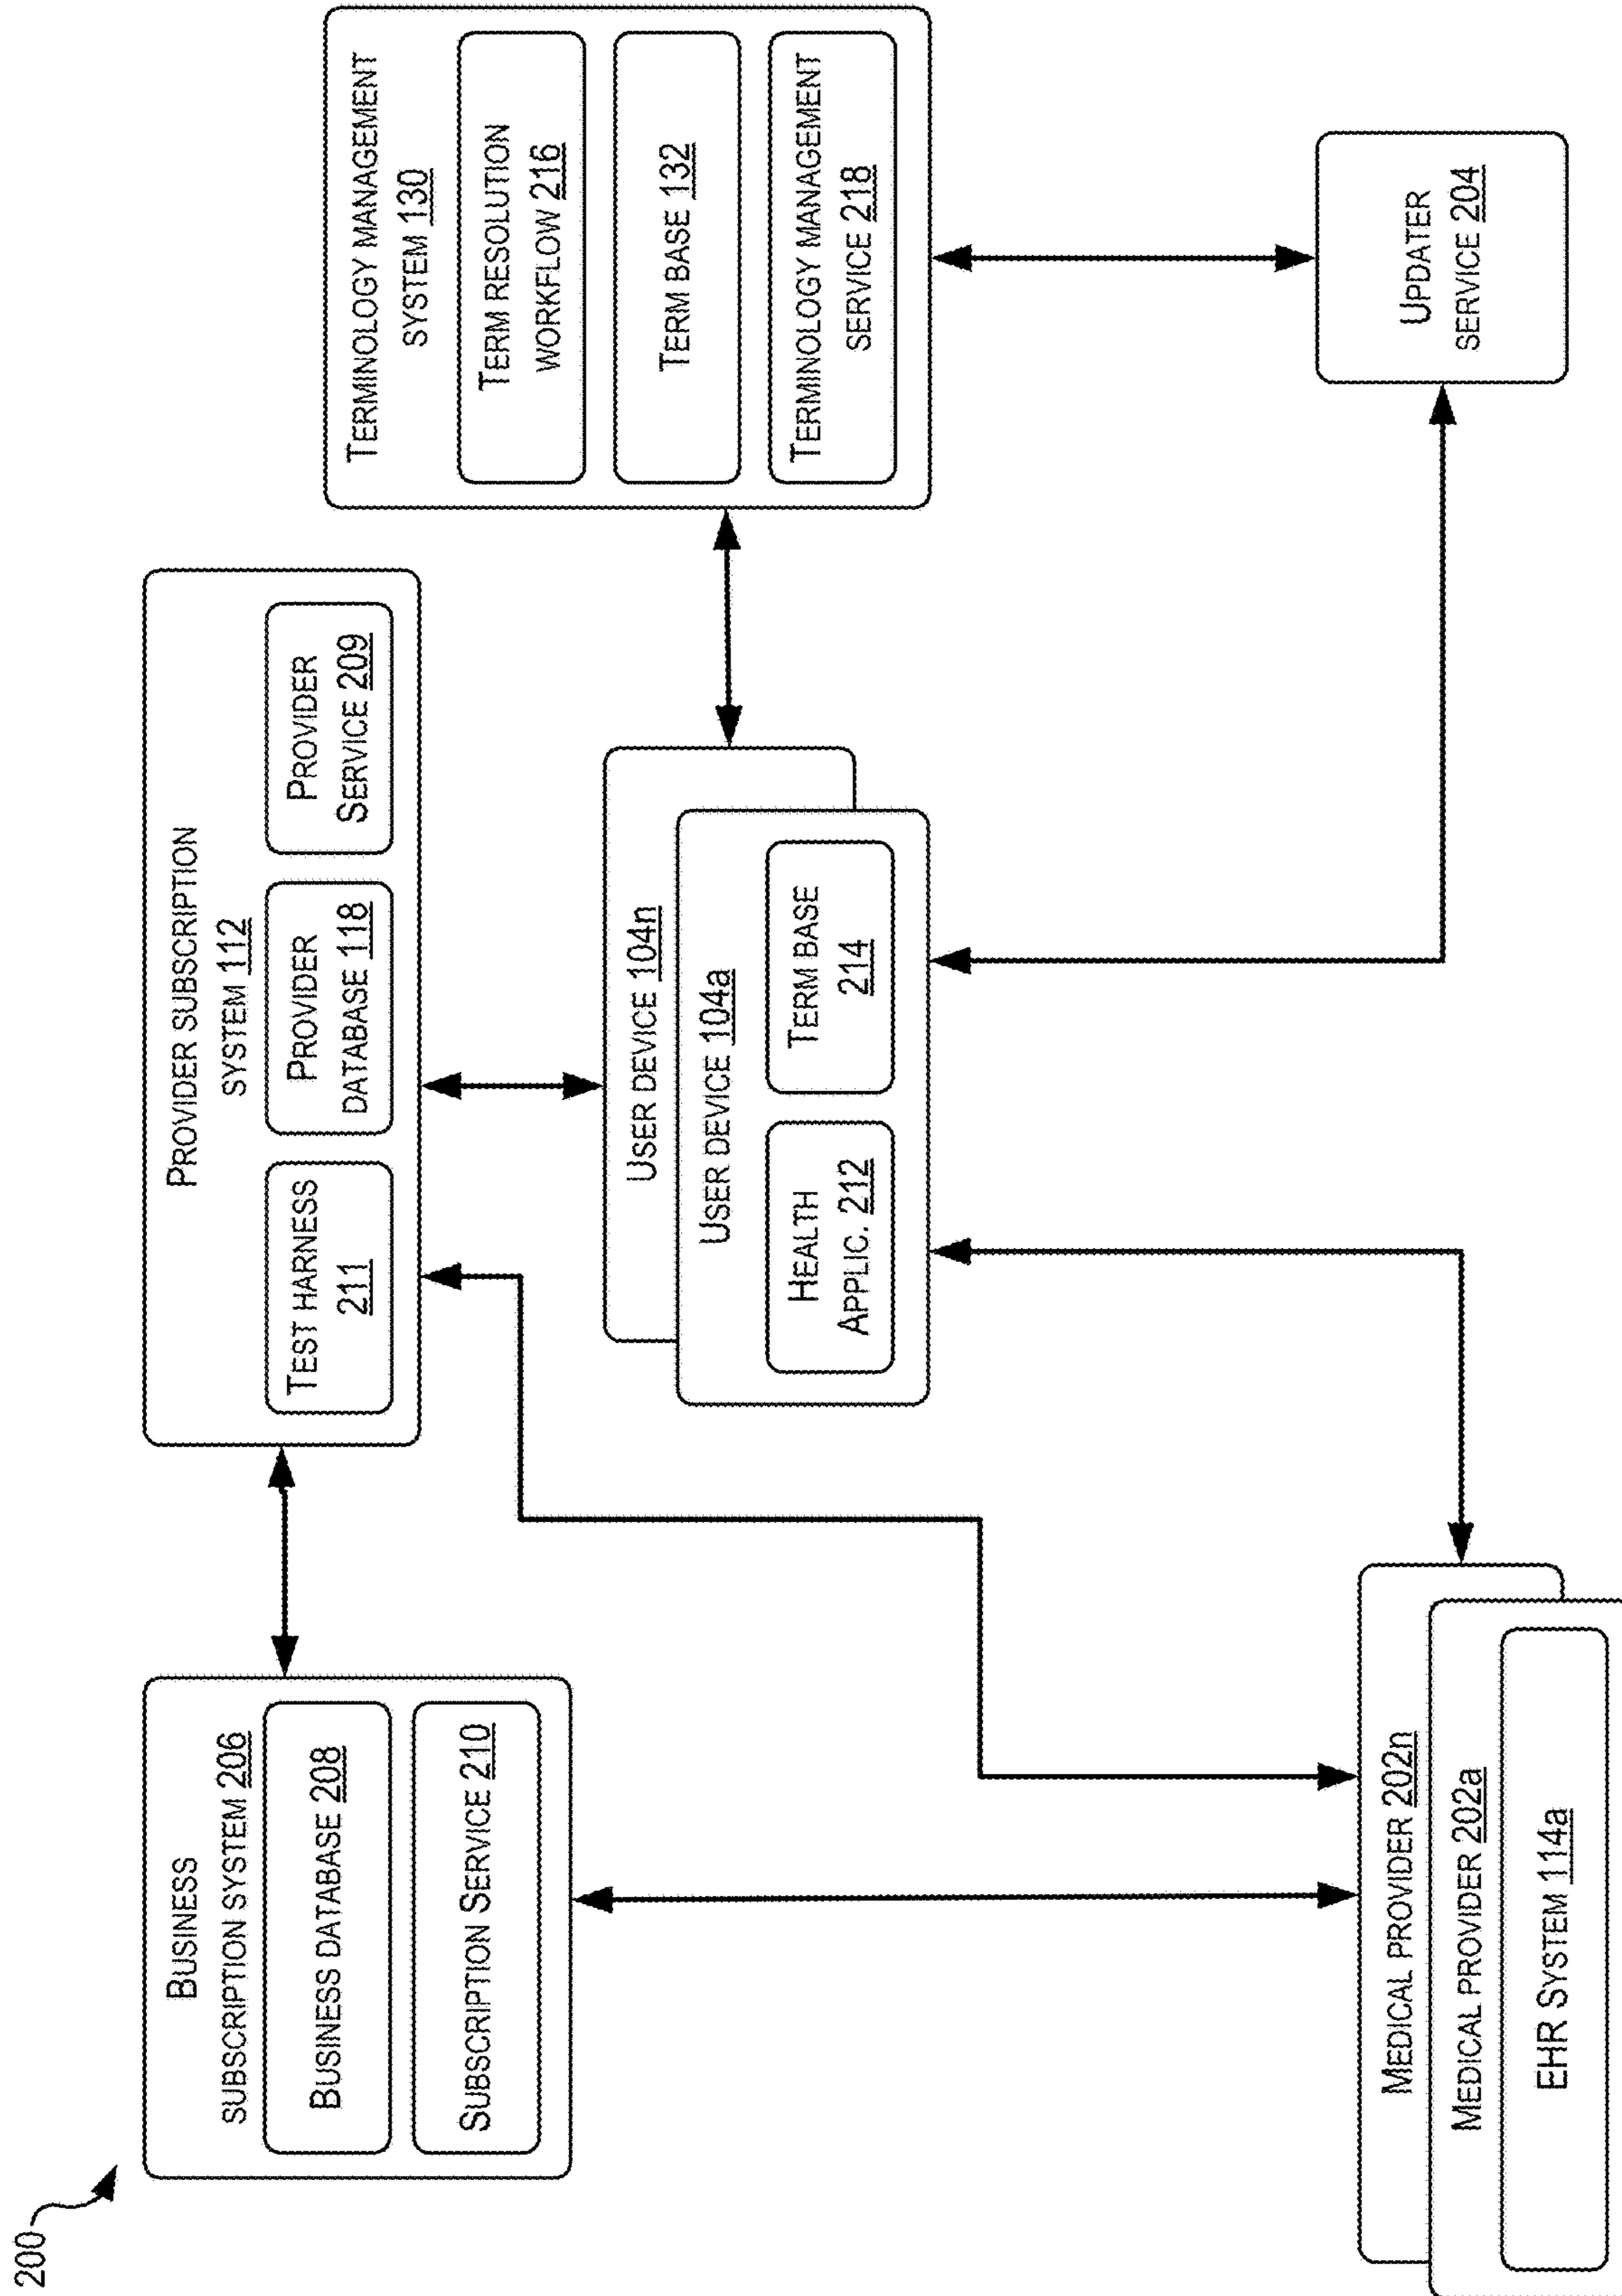 200
BUSINESS
SUBSCRIPTION SYSTEM 206
BUSINESS DATABASE 208
SUBSCRIPTION SERVICE 210
PROVIDER SUBSCRIPTION
SYSTEM 112
TEST HARNESS
211
PROVIDER
DATABASE 118
PROVIDER
SERVICE 209
TERMINOLOGY MANAGEMENT
SYSTEM 130
TERM RESOLUTION
WORKFLOW 216
TERM BASE 132
TERMINOLOGY MANAGEMENT
SERVICE 218
USER DEVICE 104n
USER DEVICE 104a
HEALTH
APPLIC. 212
TERM BASE
214
MEDICAL PROVIDER 202n
MEDICAL PROVIDER 202a
EHR SYSTEM 114a
UPDATER
SERVICE 204